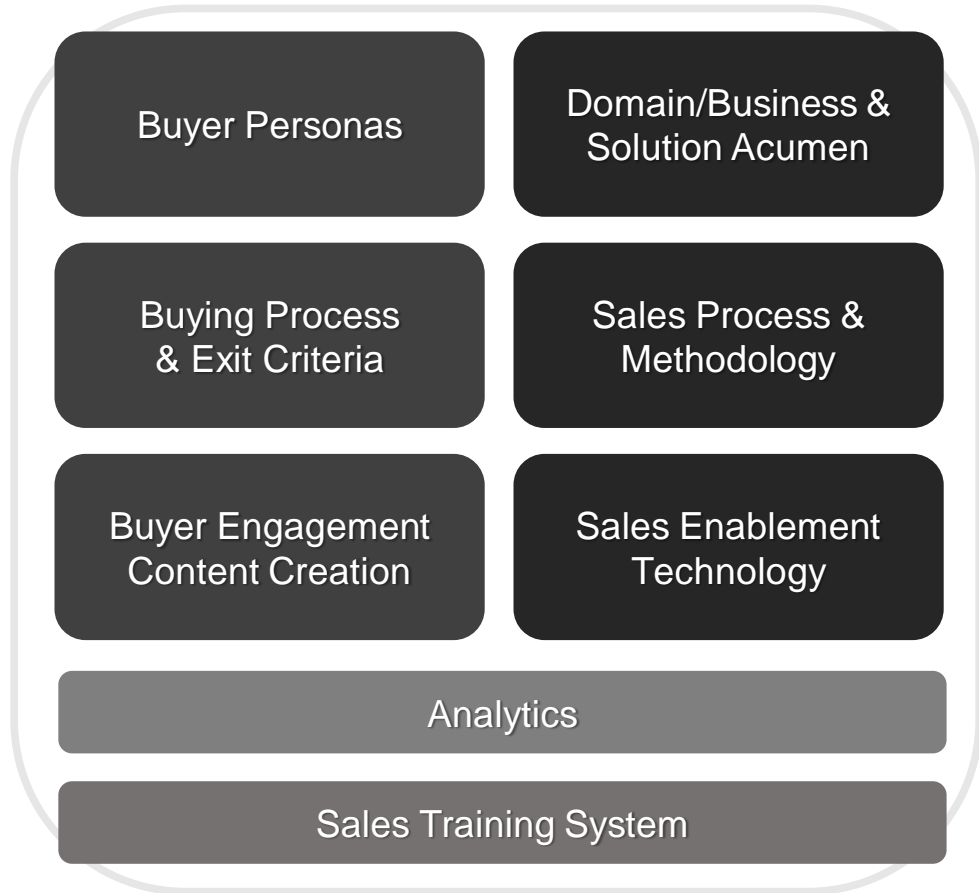 Buyer Personas
Domain/Business &
Solution Acumen
Buying Process
& Exit Criteria
Sales Process &
Methodology
Buyer Engagement
Content Creation
Sales Enablement
Technology
Analytics
Sales Training System